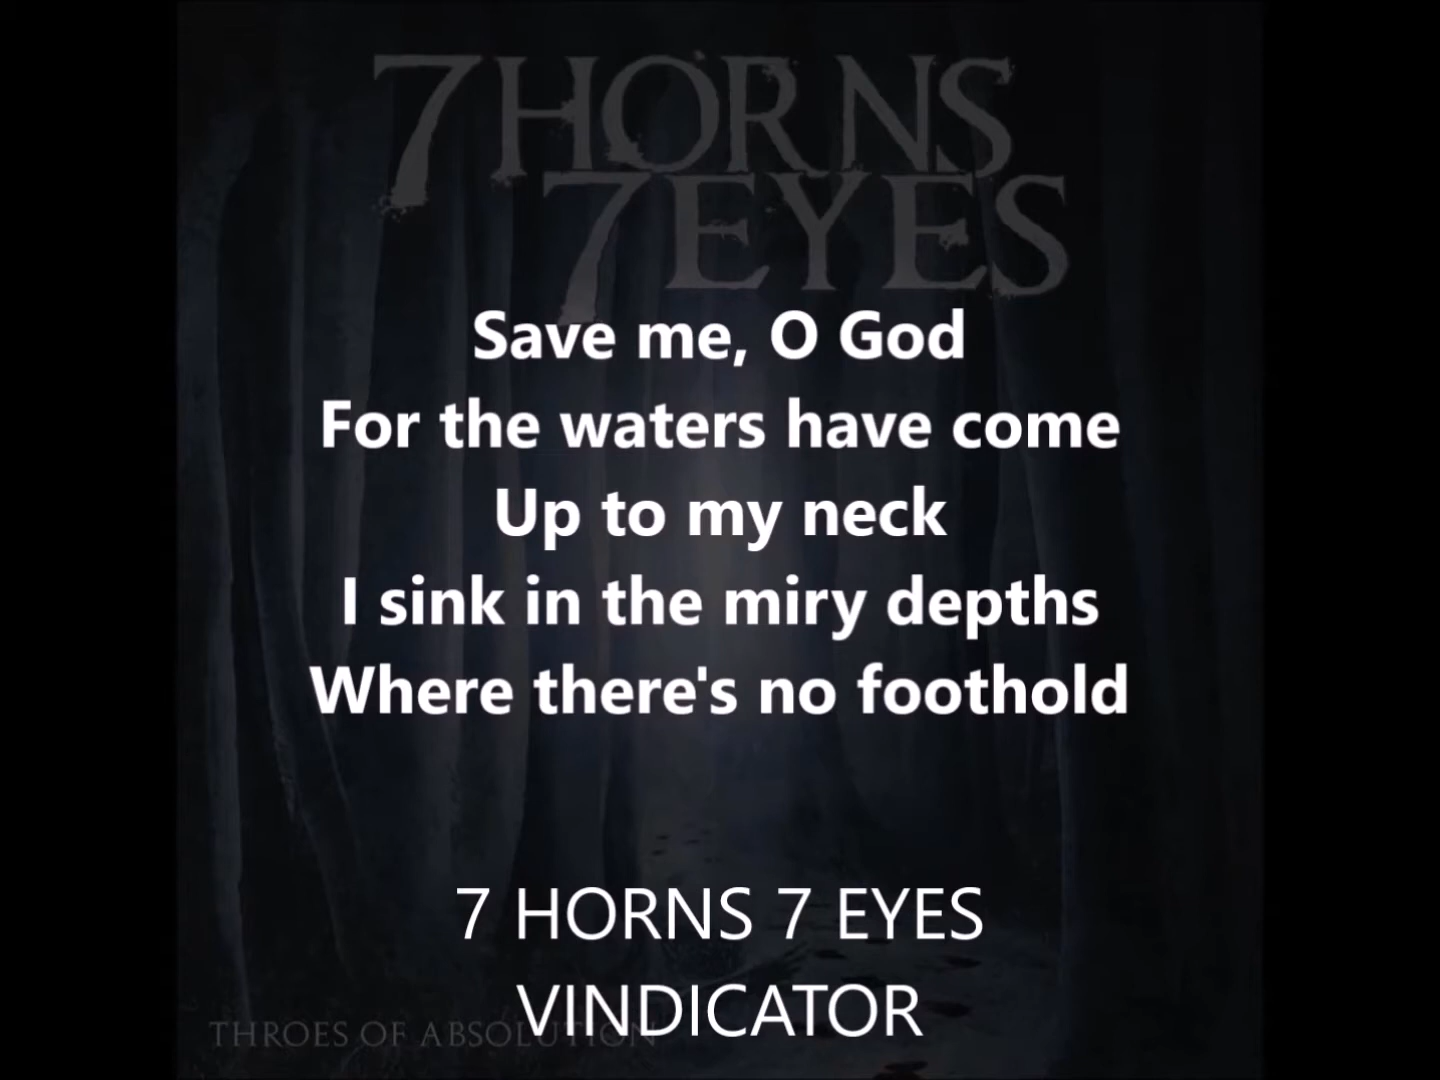 7HORNS
7EYES
Save me, O God
For the waters have come
Up to my neck
I sink in the miry depths
Where there's no foothold
7 HORNS 7 EYES
VINDICATOR
THROES OF ABSOLUTION